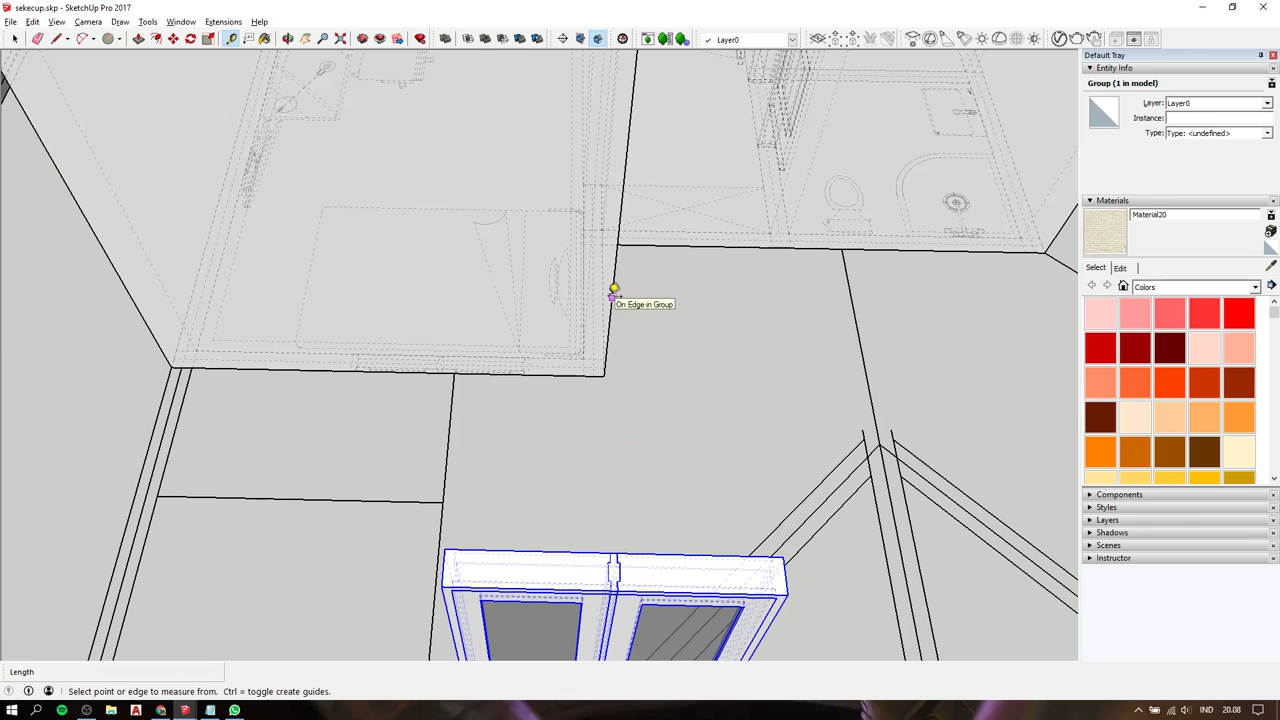 sekecup.skp - SketchUp Pro 2017
File Edit View Camera Draw Tools Window Extensions Help
Layer0
Default Tray
Entity Info
Group (1 in model)
Layer: Layer0
Instance:
Type: Type: <undefined>
Materials
Material20
Select Edit
Colors
On Edge in Group
Components
Styles
Layers
Shadows
Scenes
Instructor
Length
Select point or edge to measure from. Ctrl = toggle create guides.
IND 20.08